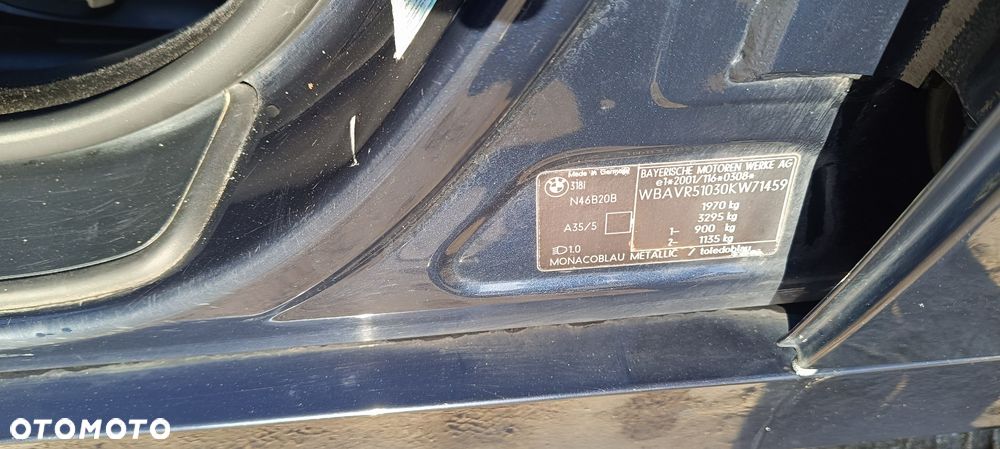 Made in Germany
318I
N46B20B
A35/5
1.0
BAYERISCHE MOTOREN WERKE AG
e1*2001/116*0308*
WBAVR51030KW71459
1970 kg
3295 kg
1- 900 kg
2- 1135 kg
MONACOBLAU METALLIC / toledoblau
OTOMOTO